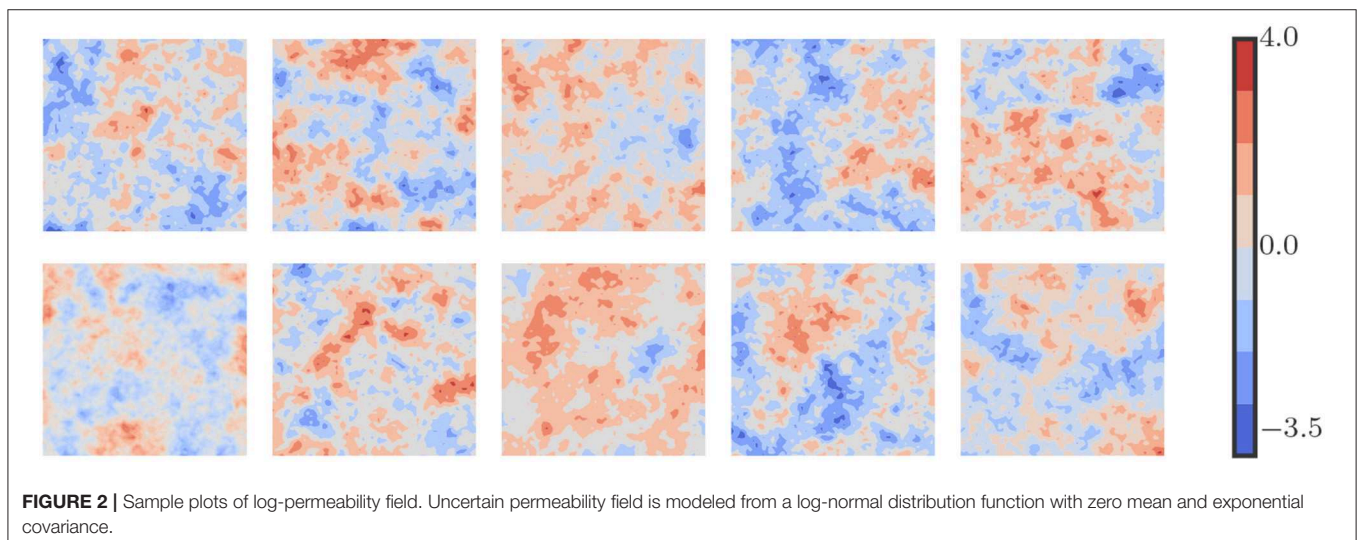 4.0
0.0
−3.5
FIGURE 2 | Sample plots of log-permeability field. Uncertain permeability field is modeled from a log-normal distribution function with zero mean and exponential
covariance.